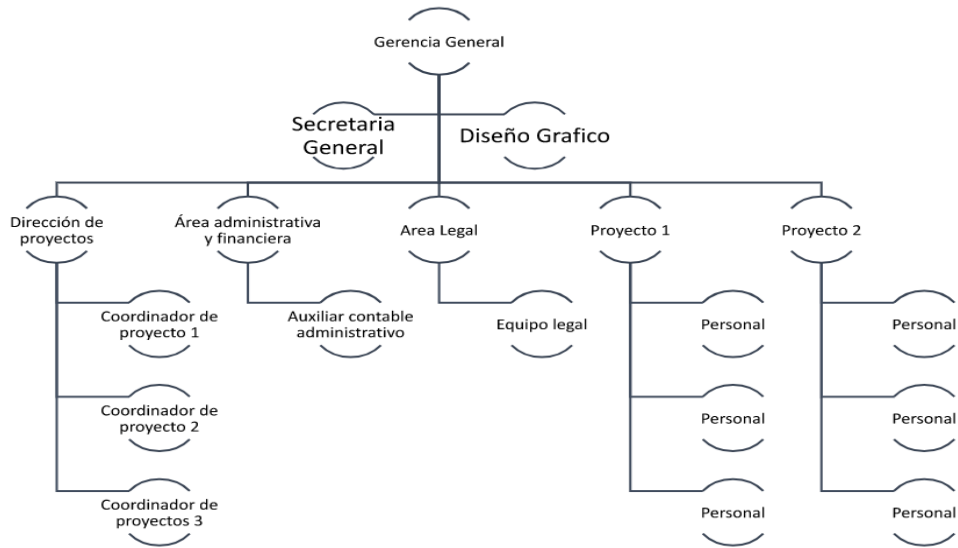 Gerencia General
Secretaria
General
Diseño Grafico
Dirección de
proyectos
Área administrativa
y financiera
Area Legal
Proyecto 1
Proyecto 2
Coordinador de
proyecto 1
Auxiliar contable
administrativo
Equipo legal
Personal
Personal
Coordinador de
proyecto 2
Personal
Personal
Coordinador de
proyectos 3
Personal
Personal